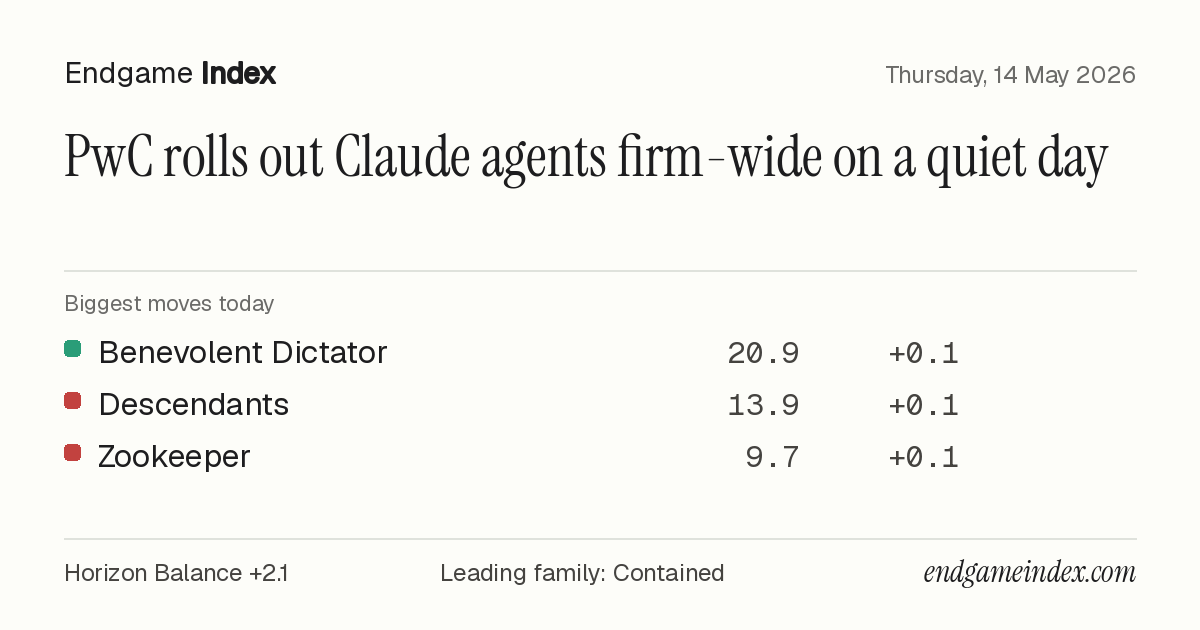 Endgame Index
Thursday, 14 May 2026
PwC rolls out Claude agents firm-wide on a quiet day
Biggest moves today
Benevolent Dictator 20.9 +0.1
Descendants 13.9 +0.1
Zookeeper 9.7 +0.1
Horizon Balance +2.1 Leading family: Contained endgameindex.com